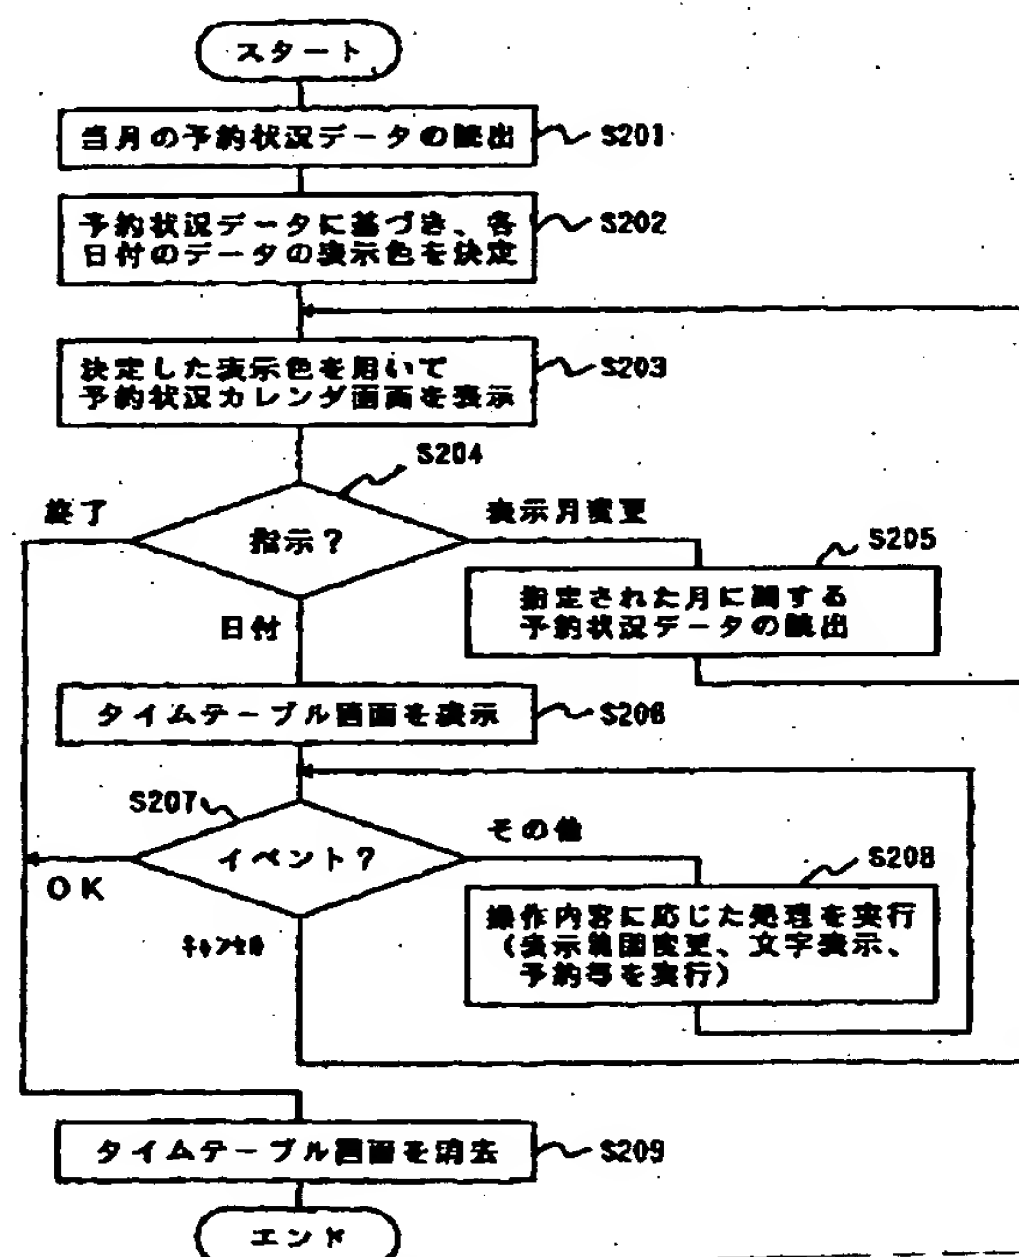 スタート
当月の予約状況データの読出
S201
予約状況データに基づき、各
日付のデータの表示色を決定
S202
決定した表示色を用いて
予約状況カレンダ画面を表示
S203
S204
指示?
終了
表示月変更
日付
S205
指定された月に関する
予約状況データの読出
タイムテーブル画面を表示
S206
S207
イベント?
OK
その他
キャンセル
S208
操作内容に応じた処理を実行
(表示範囲変更、文字表示、
予約等を実行)
タイムテーブル画面を消去
S209
エンド